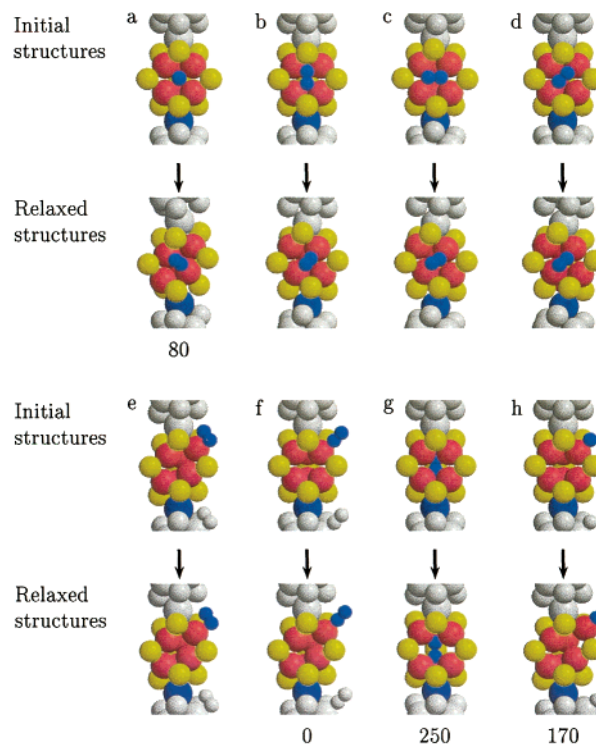 a b c d
Initial
structures
Relaxed
structures
80
e f g h
Initial
structures
Relaxed
structures
0 250 170